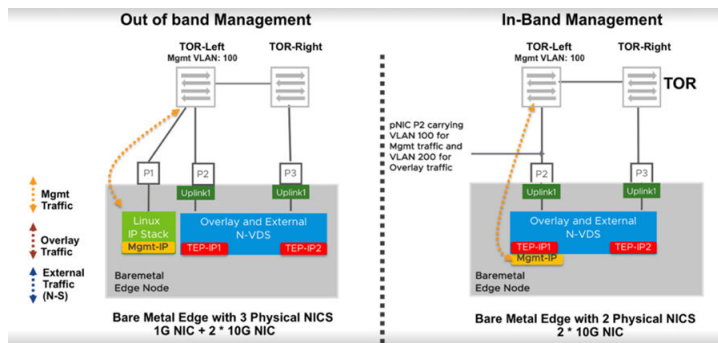 Out of band Management
TOR-Left
Mgmt VLAN: 100
TOR-Right
P1
P2
P3
Uplink1
Uplink1
Mgmt
Traffic
Overlay
Traffic
External
Traffic
(N-S)
Linux
IP Stack
Mgmt-IP
Overlay and External
N-VDS
TEP-IP1
TEP-IP2
Baremetal
Edge Node
Bare Metal Edge with 3 Physical NICS
1G NIC + 2 * 10G NIC
In-Band Management
TOR-Left
Mgmt VLAN: 100
TOR-Right
TOR
pNIC P2 carrying
VLAN 100 for
Mgmt traffic and
VLAN 200 for
Overlay traffic
P2
P3
Uplink1
Uplink1
Overlay and External
N-VDS
TEP-IP1
TEP-IP2
Mgmt-IP
Baremetal
Edge Node
Bare Metal Edge with 2 Physical NICS
2 * 10G NIC